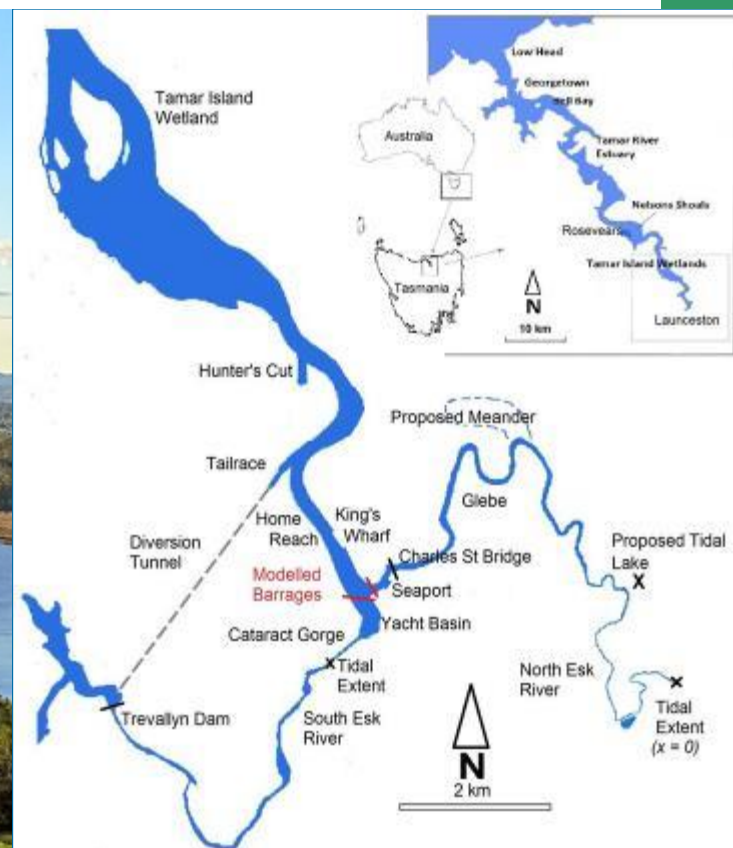 Tamar Island
Wetland
Low Head
Georgetown
Bell Bay
Australia
Tamar River
Estuary
Nelsons Shoals
Rosevears
Tamar Island Wetlands
Tasmania
N
10 km
Launceston
Hunter's Cut
Proposed Meander
Tailrace
Glebe
Home
Reach
King's
Wharf
Diversion
Tunnel
Proposed Tidal
Lake
Charles St Bridge
Modelled
Barrages
Seaport
Yacht Basin
Cataract Gorge
Tidal
Extent
North Esk
River
Trevallyn Dam
South Esk
River
Tidal
Extent
(x = 0)
N
2 km